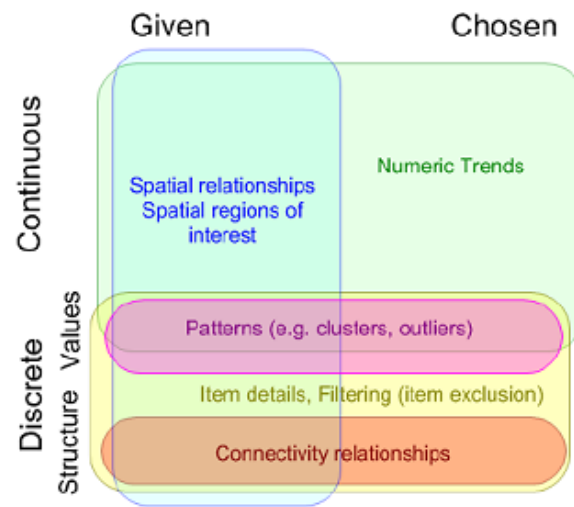 Given
Chosen
Continuous
Numeric Trends
Spatial relationships
Spatial regions of
interest
Discrete
Values
Patterns (e.g. clusters, outliers)
Item details, Filtering (item exclusion)
Structure
Connectivity relationships